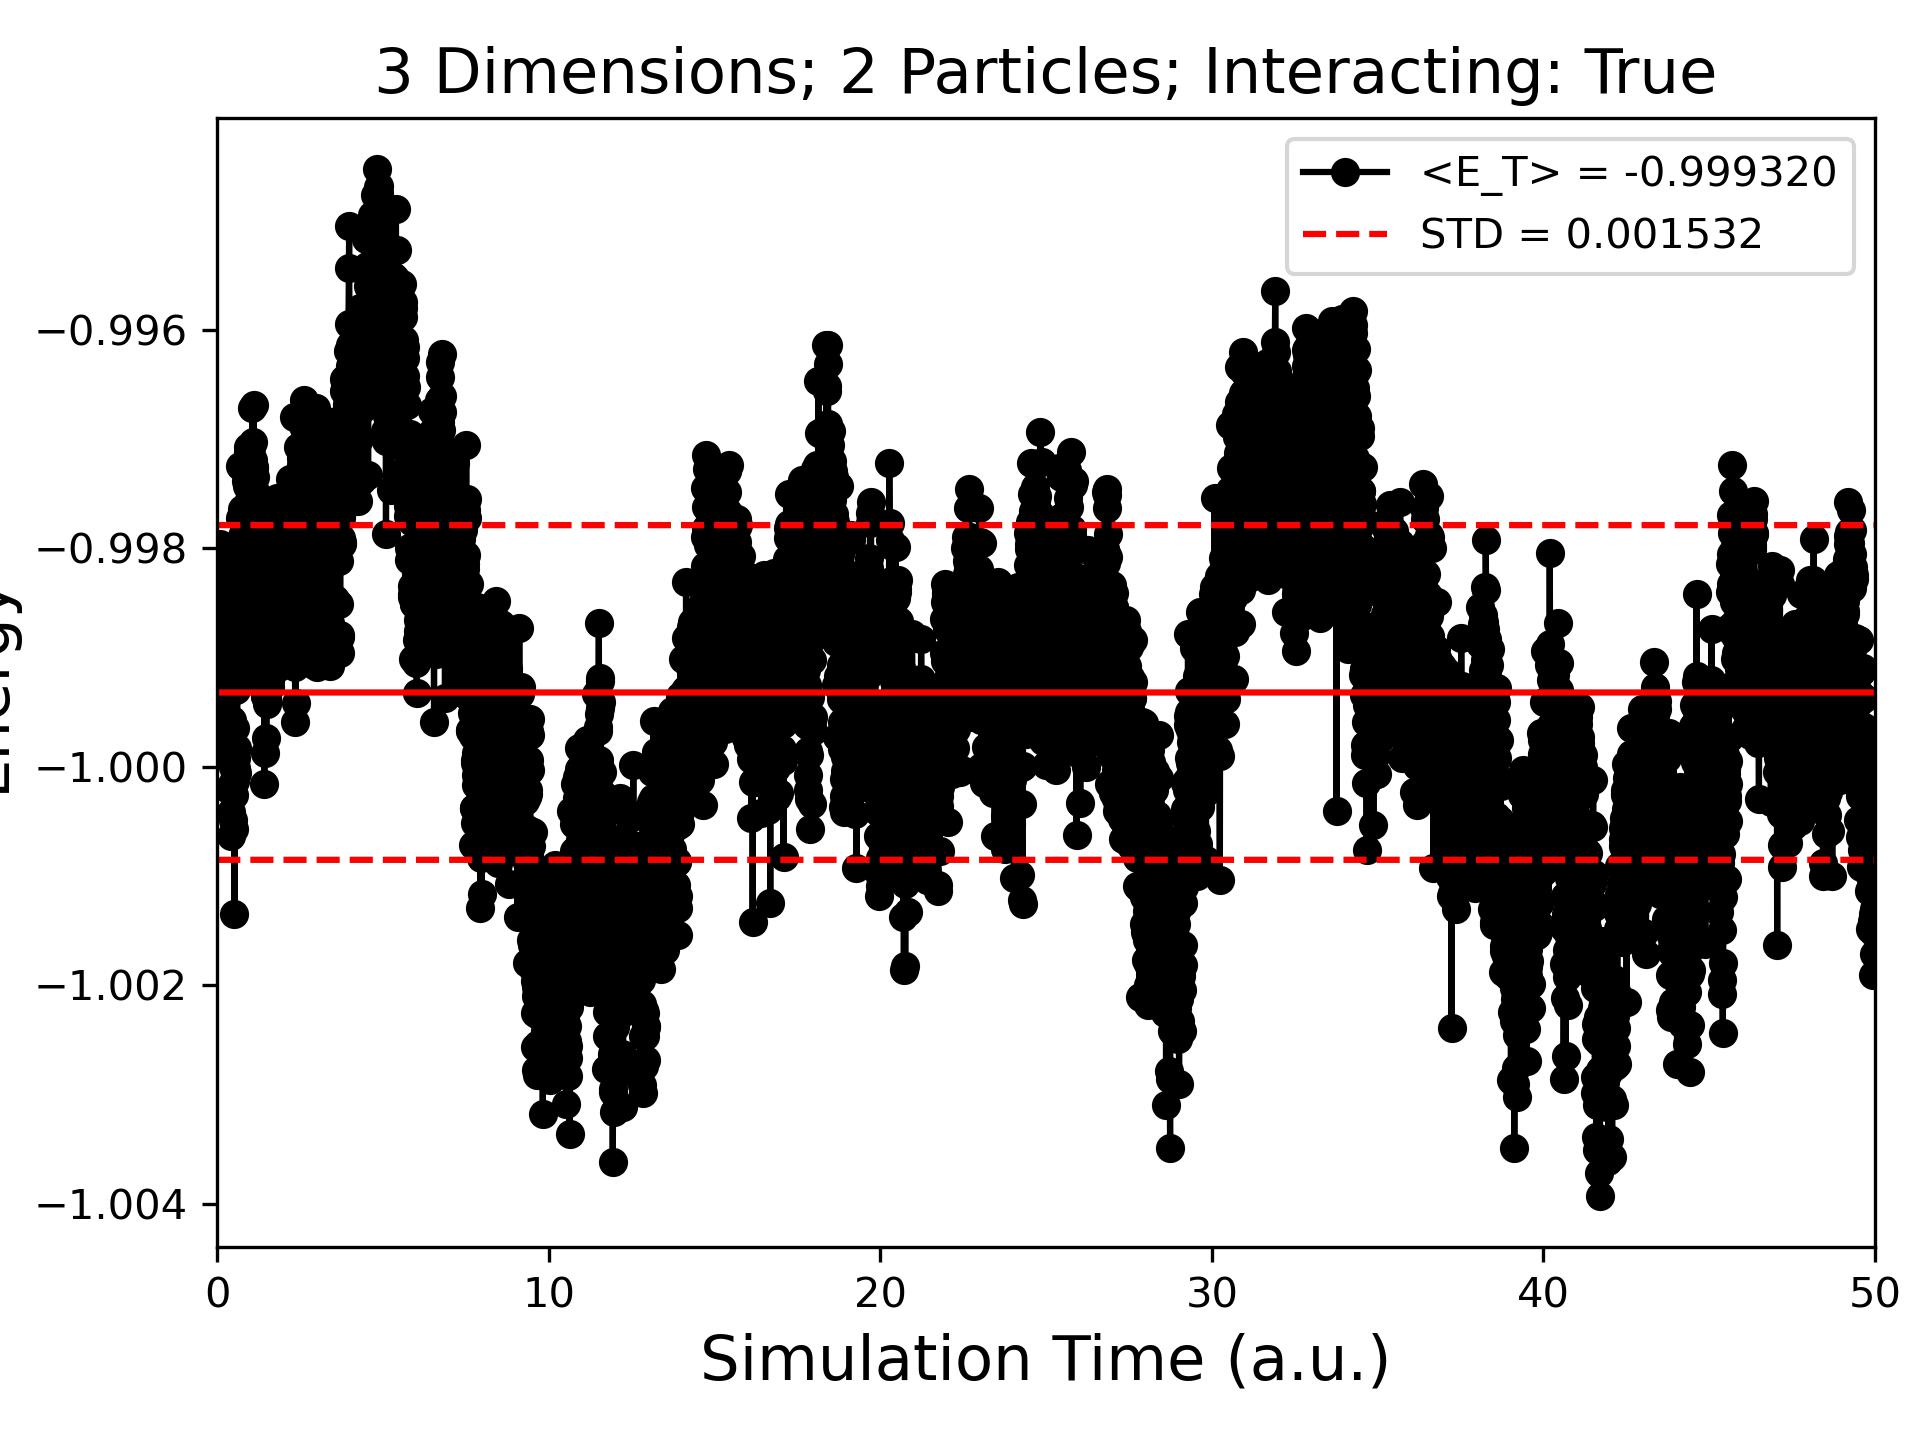 3 Dimensions; 2 Particles; Interacting: True
<E_T> = -0.999320
STD = 0.001532
Energy
−0.996
−0.998
−1.000
−1.002
−1.004
0 10 20 30 40 50
Simulation Time (a.u.)